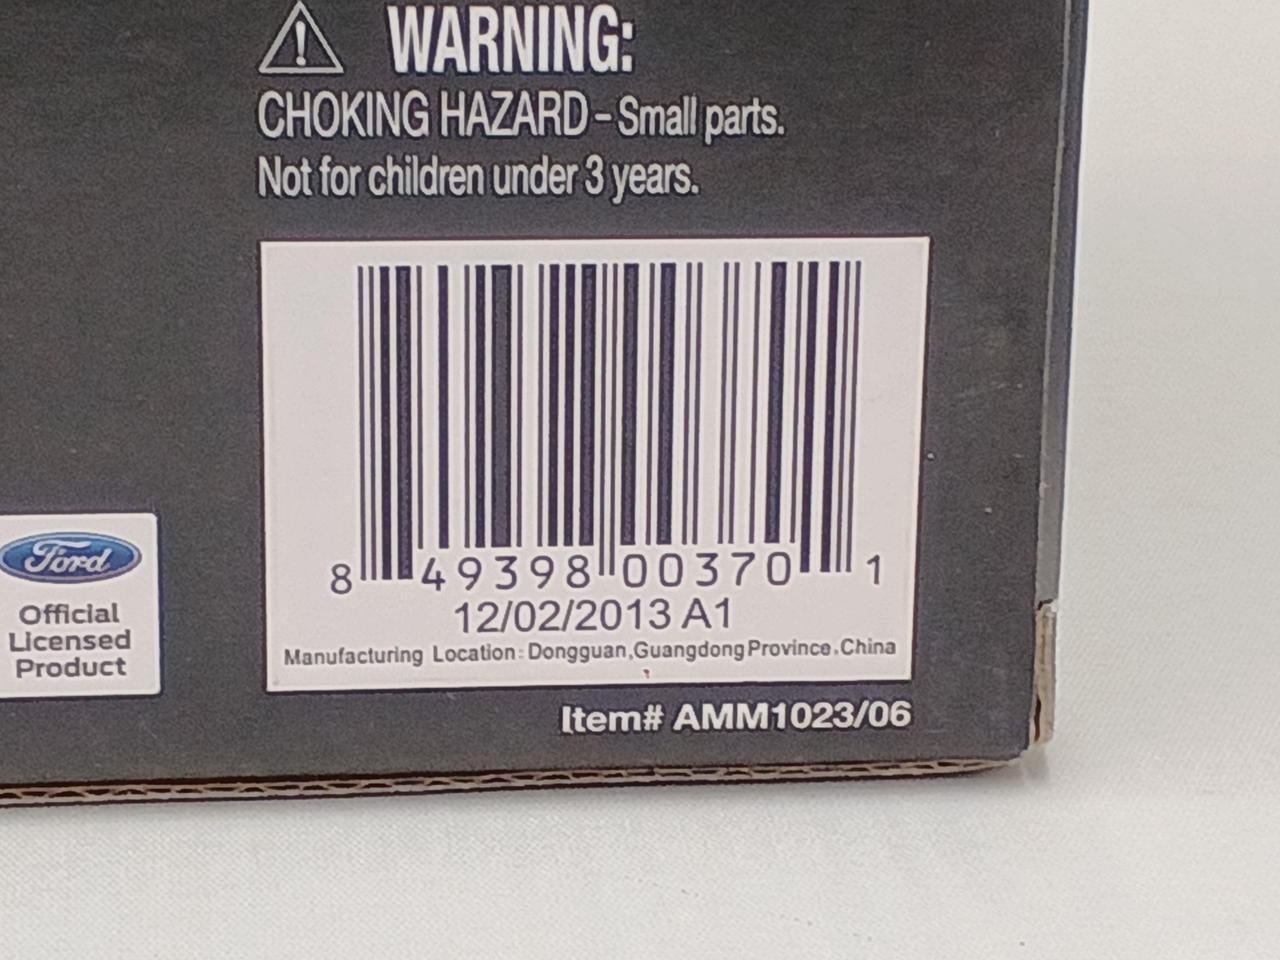 WARNING:
CHOKING HAZARD - Small parts.
Not for children under 3 years.
8 49398 00370 1
12/02/2013 A1
Manufacturing Location: Dongguan, Guangdong Province, China
Item# AMM1023/06
Ford
Official
Licensed
Product